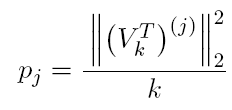 $$p_j = \frac{\left\| \left( V_k^T \right)^{(j)} \right\|_2^2}{k}$$